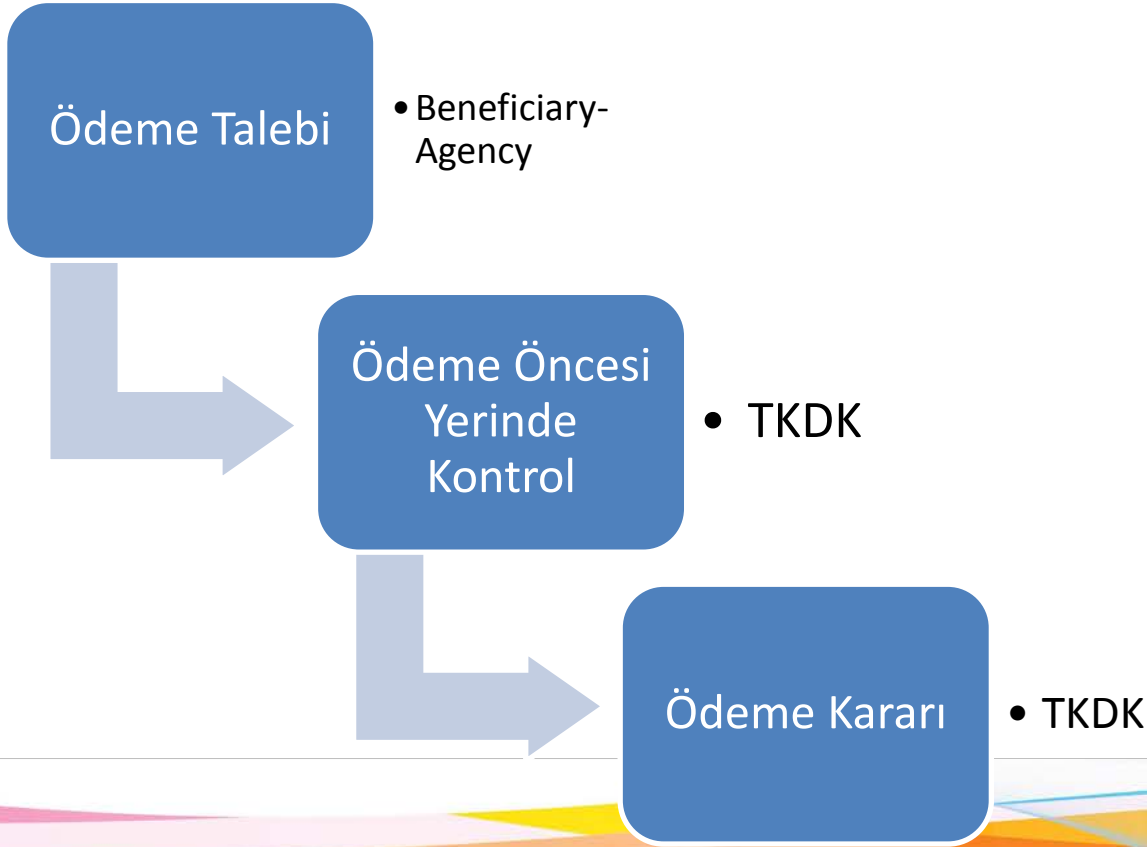 Ödeme Talebi
• Beneficiary-
Agency
Ödeme Öncesi
Yerinde
Kontrol
• TKDK
Ödeme Kararı
• TKDK